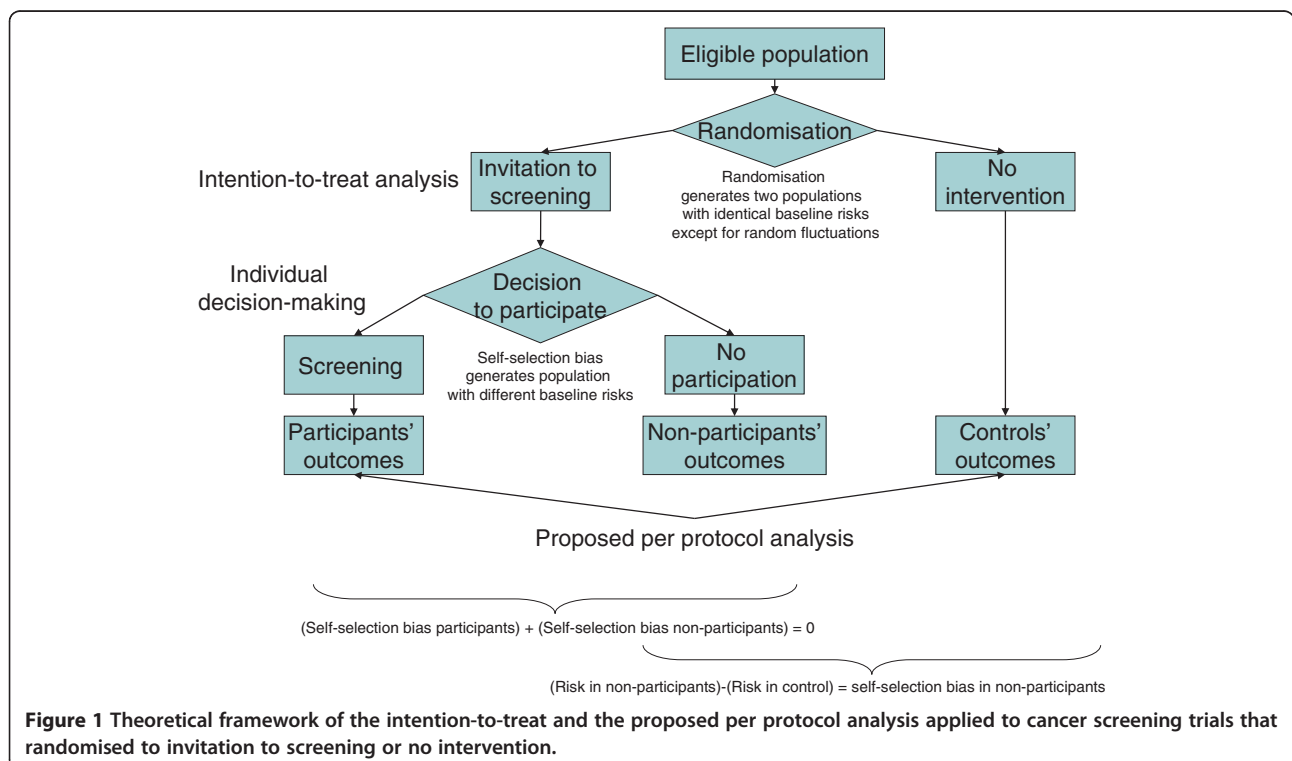 Eligible population
Randomisation
Intention-to-treat analysis
Invitation to
screening
Randomisation
generates two populations
with identical baseline risks
except for random fluctuations
No
intervention
Individual
decision-making
Decision
to participate
Screening
Self-selection bias
generates population
with different baseline risks
No
participation
Participants’
outcomes
Non-participants’
outcomes
Controls’
outcomes
Proposed per protocol analysis
(Self-selection bias participants) + (Self-selection bias non-participants) = 0
(Risk in non-participants)-(Risk in control) = self-selection bias in non-participants
Figure 1 Theoretical framework of the intention-to-treat and the proposed per protocol analysis applied to cancer screening trials that
randomised to invitation to screening or no intervention.